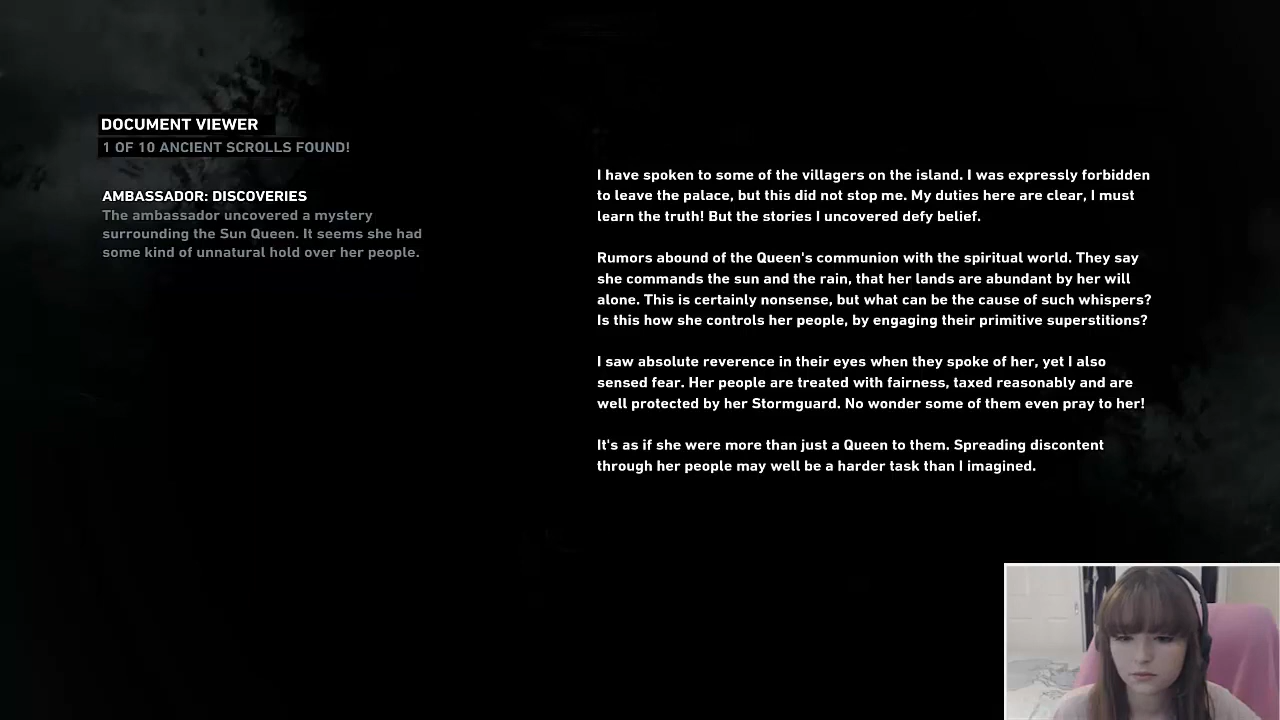 DOCUMENT VIEWER
1 OF 10 ANCIENT SCROLLS FOUND!
AMBASSADOR: DISCOVERIES
The ambassador uncovered a mystery
surrounding the Sun Queen. It seems she had
some kind of unnatural hold over her people.
I have spoken to some of the villagers on the island. I was expressly forbidden
to leave the palace, but this did not stop me. My duties here are clear, I must
learn the truth! But the stories I uncovered defy belief.
Rumors abound of the Queen's communion with the spiritual world. They say
she commands the sun and the rain, that her lands are abundant by her will
alone. This is certainly nonsense, but what can be the cause of such whispers?
Is this how she controls her people, by engaging their primitive superstitions?
I saw absolute reverence in their eyes when they spoke of her, yet I also
sensed fear. Her people are treated with fairness, taxed reasonably and are
well protected by her Stormguard. No wonder some of them even pray to her!
It's as if she were more than just a Queen to them. Spreading discontent
through her people may well be a harder task than I imagined.